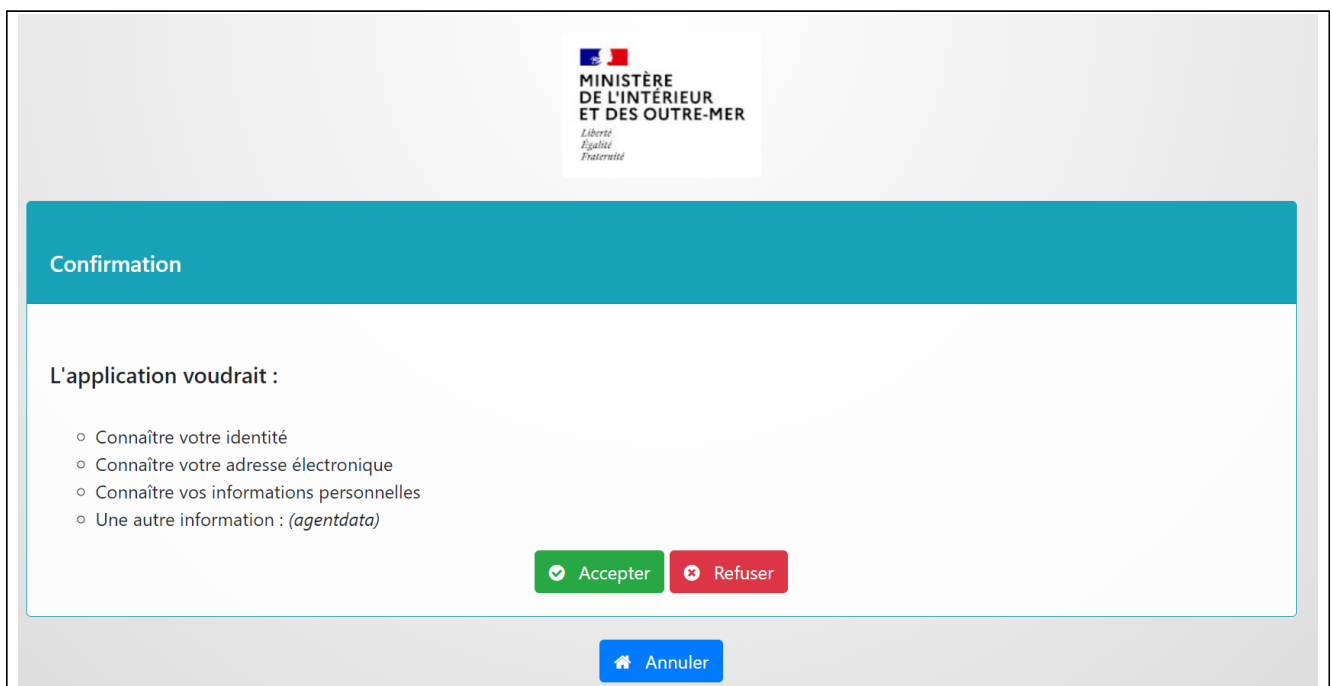 MINISTÈRE
DE L'INTÉRIEUR
ET DES OUTRE-MER
Liberté
Égalité
Fraternité
Confirmation
L'application voudrait :
Connaître votre identité
Connaître votre adresse électronique
Connaître vos informations personnelles
Une autre information : (agentdata)
Accepter Refuser
Annuler